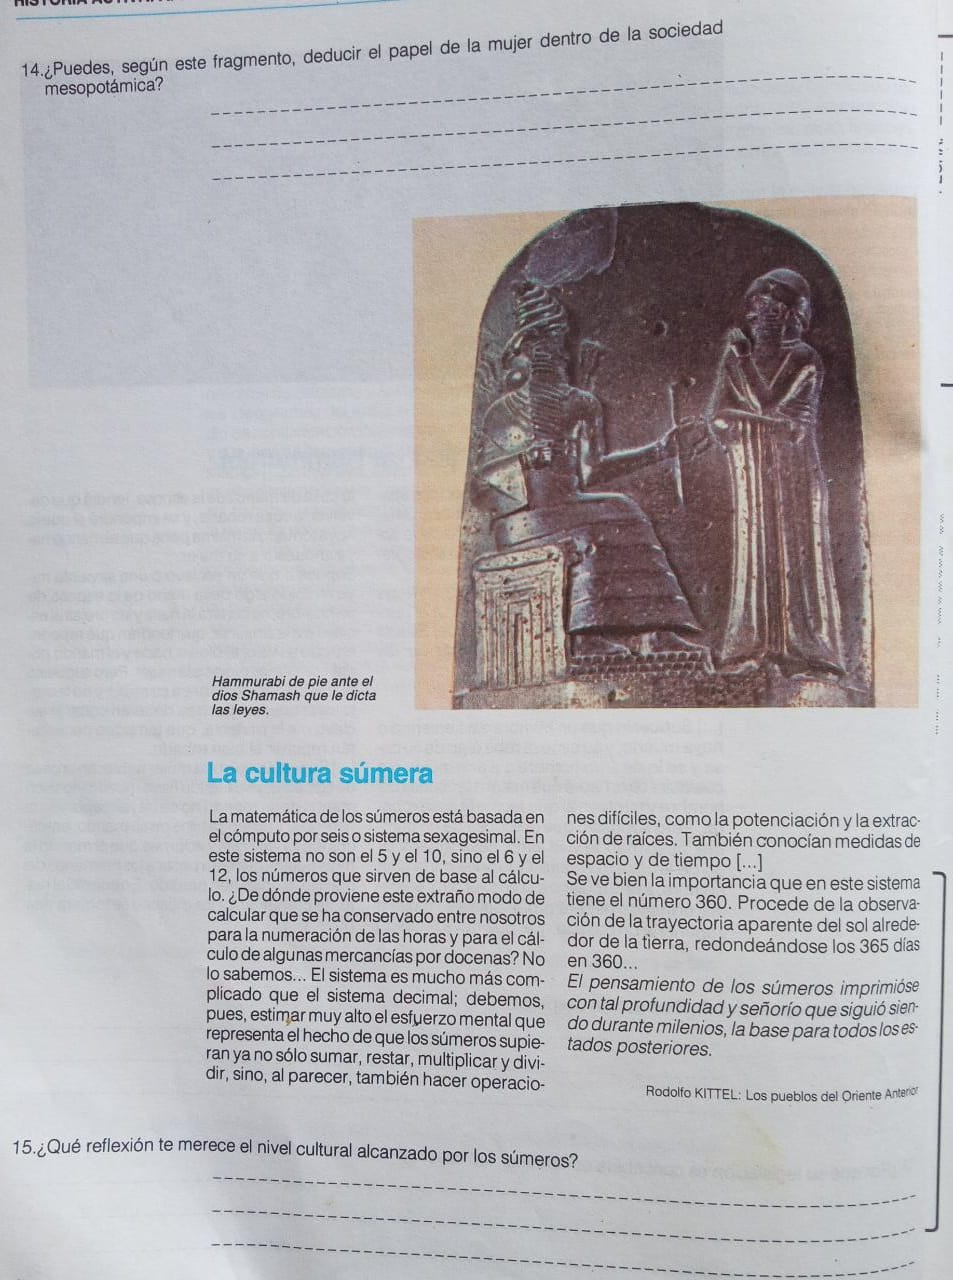 14.¿Puedes, según este fragmento, deducir el papel de la mujer dentro de la sociedad
mesopotámica?
Hammurabi de pie ante el
dios Shamash que le dicta
las leyes.
La cultura súmera
La matemática de los súmeros está basada en
el cómputo por seis o sistema sexagesimal. En
este sistema no son el 5 y el 10, sino el 6 y el
12, los números que sirven de base al cálcu-
lo. ¿De dónde proviene este extraño modo de
calcular que se ha conservado entre nosotros
para la numeración de las horas y para el cál-
culo de algunas mercancías por docenas? No
lo sabemos... El sistema es mucho más com-
plicado que el sistema decimal; debemos,
pues, estimar muy alto el esfuerzo mental que
representa el hecho de que los súmeros supie-
ran ya no sólo sumar, restar, multiplicar y divi-
dir, sino, al parecer, también hacer operacio-
nes difíciles, como la potenciación y la extrac-
ción de raíces. También conocían medidas de
espacio y de tiempo [...]
Se ve bien la importancia que en este sistema
tiene el número 360. Procede de la observa-
ción de la trayectoria aparente del sol alrede-
dor de la tierra, redondeándose los 365 días
en 360...
El pensamiento de los súmeros imprimióse
con tal profundidad y señorío que siguió sien-
do durante milenios, la base para todos los es-
tados posteriores.
Rodolfo KITTEL: Los pueblos del Oriente Anterior
15.¿Qué reflexión te merece el nivel cultural alcanzado por los súmeros?